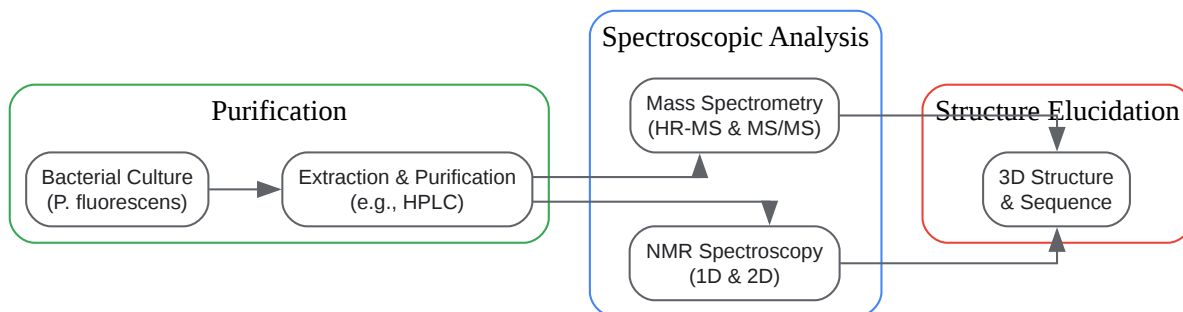 Purification
Bacterial Culture
(P. fluorescens)
Extraction & Purification
(e.g., HPLC)
Spectroscopic Analysis
Mass Spectrometry
(HR-MS & MS/MS)
NMR Spectroscopy
(1D & 2D)
Structure Elucidation
3D Structure
& Sequence